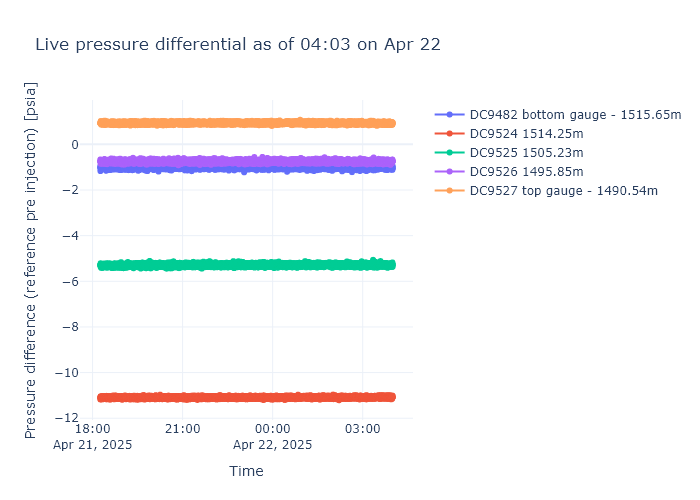 Live pressure differential as of 04:03 on Apr 22
Pressure difference (reference pre injection) [psia]
0
−2
−4
−6
−8
−10
−12
18:00
Apr 21, 2025
21:00
00:00
Apr 22, 2025
03:00
Time
DC9482 bottom gauge - 1515.65m
DC9524 1514.25m
DC9525 1505.23m
DC9526 1495.85m
DC9527 top gauge - 1490.54m